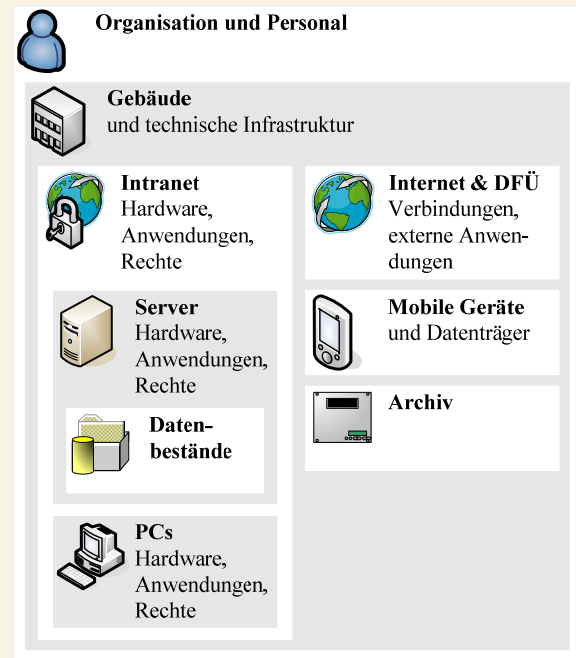 Organisation und Personal
Gebäude
und technische Infrastruktur
Intranet
Hardware,
Anwendungen,
Rechte
Server
Hardware,
Anwendungen,
Rechte
Daten-
bestände
PCs
Hardware,
Anwendungen,
Rechte
Internet & DFÜ
Verbindungen,
externe Anwen-
dungen
Mobile Geräte
und Datenträger
Archiv